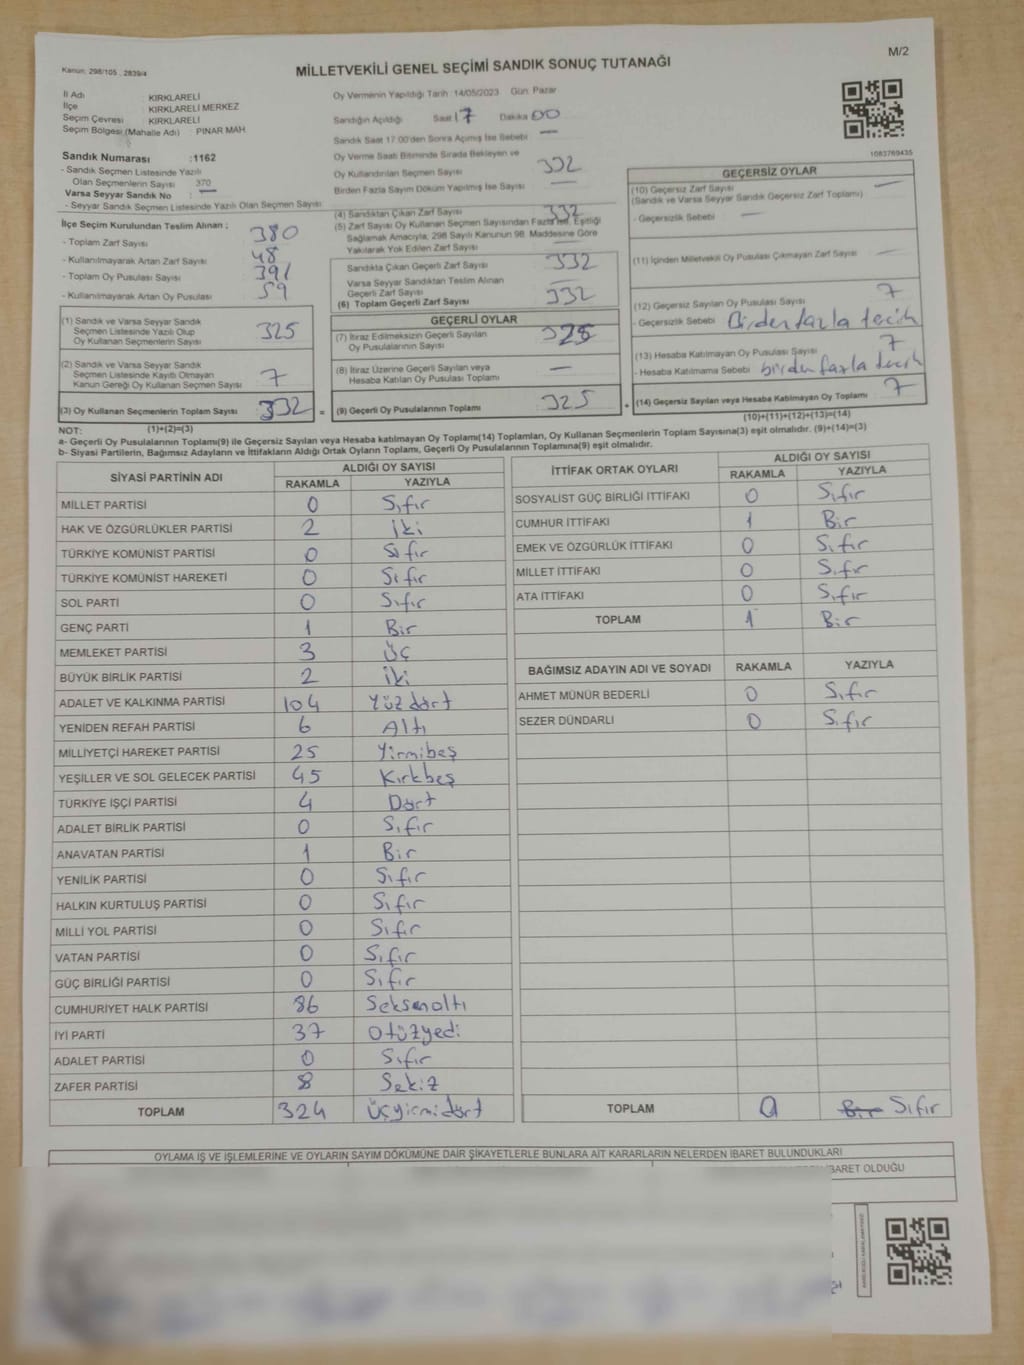 M/2
Kanun: 298/105 , 2839/4
MİLLETVEKİLİ GENEL SEÇİMİ SANDIK SONUÇ TUTANAĞI
İl Adı : KIRKLARELİ
İlçe : KIRKLARELİ MERKEZ
Seçim Çevresi : KIRKLARELİ
Seçim Bölgesi (Mahalle Adı) : PINAR MAH.
Sandık Numarası :1162
- Sandık Seçmen Listesinde Yazılı
Olan Seçmenlerin Sayısı : 370
Varsa Seyyar Sandık No : —
- Seyyar Sandık Seçmen Listesinde Yazılı Olan Seçmen Sayısı
İlçe Seçim Kurulundan Teslim Alınan ;
- Toplam Zarf Sayısı : 380
- Kullanılmayarak Artan Zarf Sayısı : 48
- Toplam Oy Pusulası Sayısı : 391
- Kullanılmayarak Artan Oy Pusulası : 59
(1) Sandık ve Varsa Seyyar Sandık
Seçmen Listesinde Yazılı Olup
Oy Kullanan Seçmenlerin Sayısı : 325
(2) Sandık ve Varsa Seyyar Sandık
Seçmen Listesinde Kayıtlı Olmayan
Kanun Gereği Oy Kullanan Seçmen Sayısı : 7
(3) Oy Kullanan Seçmenlerin Toplam Sayısı : 332 =
(1)+(2)=(3)
Oy Vermenin Yapıldığı Tarih :14/05/2023 Gün: Pazar
Sandığın Açıldığı Saat 17 Dakika 00
Sandık Saat 17:00'den Sonra Açılmış İse Sebebi —
Oy Verme Saati Bitiminde Sırada Bekleyen ve
Oy Kullandırılan Seçmen Sayısı 332
Birden Fazla Sayım Döküm Yapılmış İse Sayısı —
(4) Sandıktan Çıkan Zarf Sayısı 332
(5) Zarf Sayısı Oy Kullanan Seçmen Sayısından Fazla İse, Eşitliği
Sağlamak Amacıyla, 298 Sayılı Kanunun 98. Maddesine Göre
Yakılarak Yok Edilen Zarf Sayısı —
Sandıkta Çıkan Geçerli Zarf Sayısı 332
Varsa Seyyar Sandıktan Teslim Alınan
Geçerli Zarf Sayısı —
(6) Toplam Geçerli Zarf Sayısı 332
GEÇERLİ OYLAR
(7) İtiraz Edilmeksizin Geçerli Sayılan
Oy Pusulalarının Sayısı 325
(8) İtiraz Üzerine Geçerli Sayılan veya
Hesaba Katılan Oy Pusulası Toplamı —
(9) Geçerli Oy Pusulalarının Toplamı 325 +
1083769435
GEÇERSİZ OYLAR
(10) Geçersiz Zarf Sayısı
(Sandık ve Varsa Seyyar Sandık Geçersiz Zarf Toplamı) —
- Geçersizlik Sebebi : —
(11) İçinden Milletvekili Oy Pusulası Çıkmayan Zarf Sayısı —
(12) Geçersiz Sayılan Oy Pusulası Sayısı 7
- Geçersizlik Sebebi : Birden fazla tercih
(13) Hesaba Katılmayan Oy Pusulası Sayısı 7
- Hesaba Katılmama Sebebi : birden fazla tercih
(14) Geçersiz Sayılan veya Hesaba Katılmayan Oy Toplamı : 7
(10)+(11)+(12)+(13)=(14)
NOT:
a- Geçerli Oy Pusulalarının Toplamı(9) ile Geçersiz Sayılan veya Hesaba katılmayan Oy Toplamı(14) Toplamları, Oy Kullanan Seçmenlerin Toplam Sayısına(3) eşit olmalıdır. (9)+(14)=(3)
b- Siyasi Partilerin, Bağımsız Adayların ve İttifakların Aldığı Ortak Oyların Toplamı, Geçerli Oy Pusulalarının Toplamına(9) eşit olmalıdır.
SİYASİ PARTİNİN ADI ALDIĞI OY SAYISI
RAKAMLA YAZIYLA
MİLLET PARTİSİ 0 Sıfır
HAK VE ÖZGÜRLÜKLER PARTİSİ 2 iki
TÜRKİYE KOMÜNİST PARTİSİ 0 Sıfır
TÜRKİYE KOMÜNİST HAREKETİ 0 Sıfır
SOL PARTİ 0 Sıfır
GENÇ PARTİ 1 Bir
MEMLEKET PARTİSİ 3 Üç
BÜYÜK BİRLİK PARTİSİ 2 iki
ADALET VE KALKINMA PARTİSİ 104 Yüzdört
YENİDEN REFAH PARTİSİ 6 Altı
MİLLİYETÇİ HAREKET PARTİSİ 25 Yirmibeş
YEŞİLLER VE SOL GELECEK PARTİSİ 45 Kırkbeş
TÜRKİYE İŞÇİ PARTİSİ 4 Dört
ADALET BİRLİK PARTİSİ 0 Sıfır
ANAVATAN PARTİSİ 1 Bir
YENİLİK PARTİSİ 0 Sıfır
HALKIN KURTULUŞ PARTİSİ 0 Sıfır
MİLLİ YOL PARTİSİ 0 Sıfır
VATAN PARTİSİ 0 Sıfır
GÜÇ BİRLİĞİ PARTİSİ 0 Sıfır
CUMHURİYET HALK PARTİSİ 86 Seksenaltı
İYİ PARTİ 37 Otuzyedi
ADALET PARTİSİ 0 Sıfır
ZAFER PARTİSİ 8 Sekiz
TOPLAM 324 Üçyirmidört
İTTİFAK ORTAK OYLARI ALDIĞI OY SAYISI
RAKAMLA YAZIYLA
SOSYALİST GÜÇ BİRLİĞİ İTTİFAKI 0 Sıfır
CUMHUR İTTİFAKI 1 Bir
EMEK VE ÖZGÜRLÜK İTTİFAKI 0 Sıfır
MİLLET İTTİFAKI 0 Sıfır
ATA İTTİFAKI 0 Sıfır
TOPLAM 1 Bir
BAĞIMSIZ ADAYIN ADI VE SOYADI RAKAMLA YAZIYLA
AHMET MÜNÜR BEDERLİ 0 Sıfır
SEZER DÜNDARLI 0 Sıfır
TOPLAM 0 Bir Sıfır
OYLAMA İŞ VE İŞLEMLERİNE VE OYLARIN SAYIM DÖKÜMÜNE DAİR ŞİKAYETLERLE BUNLARA AİT KARARLARIN NELERDEN İBARET BULUNDUKLARI
İBARET OLDUĞU